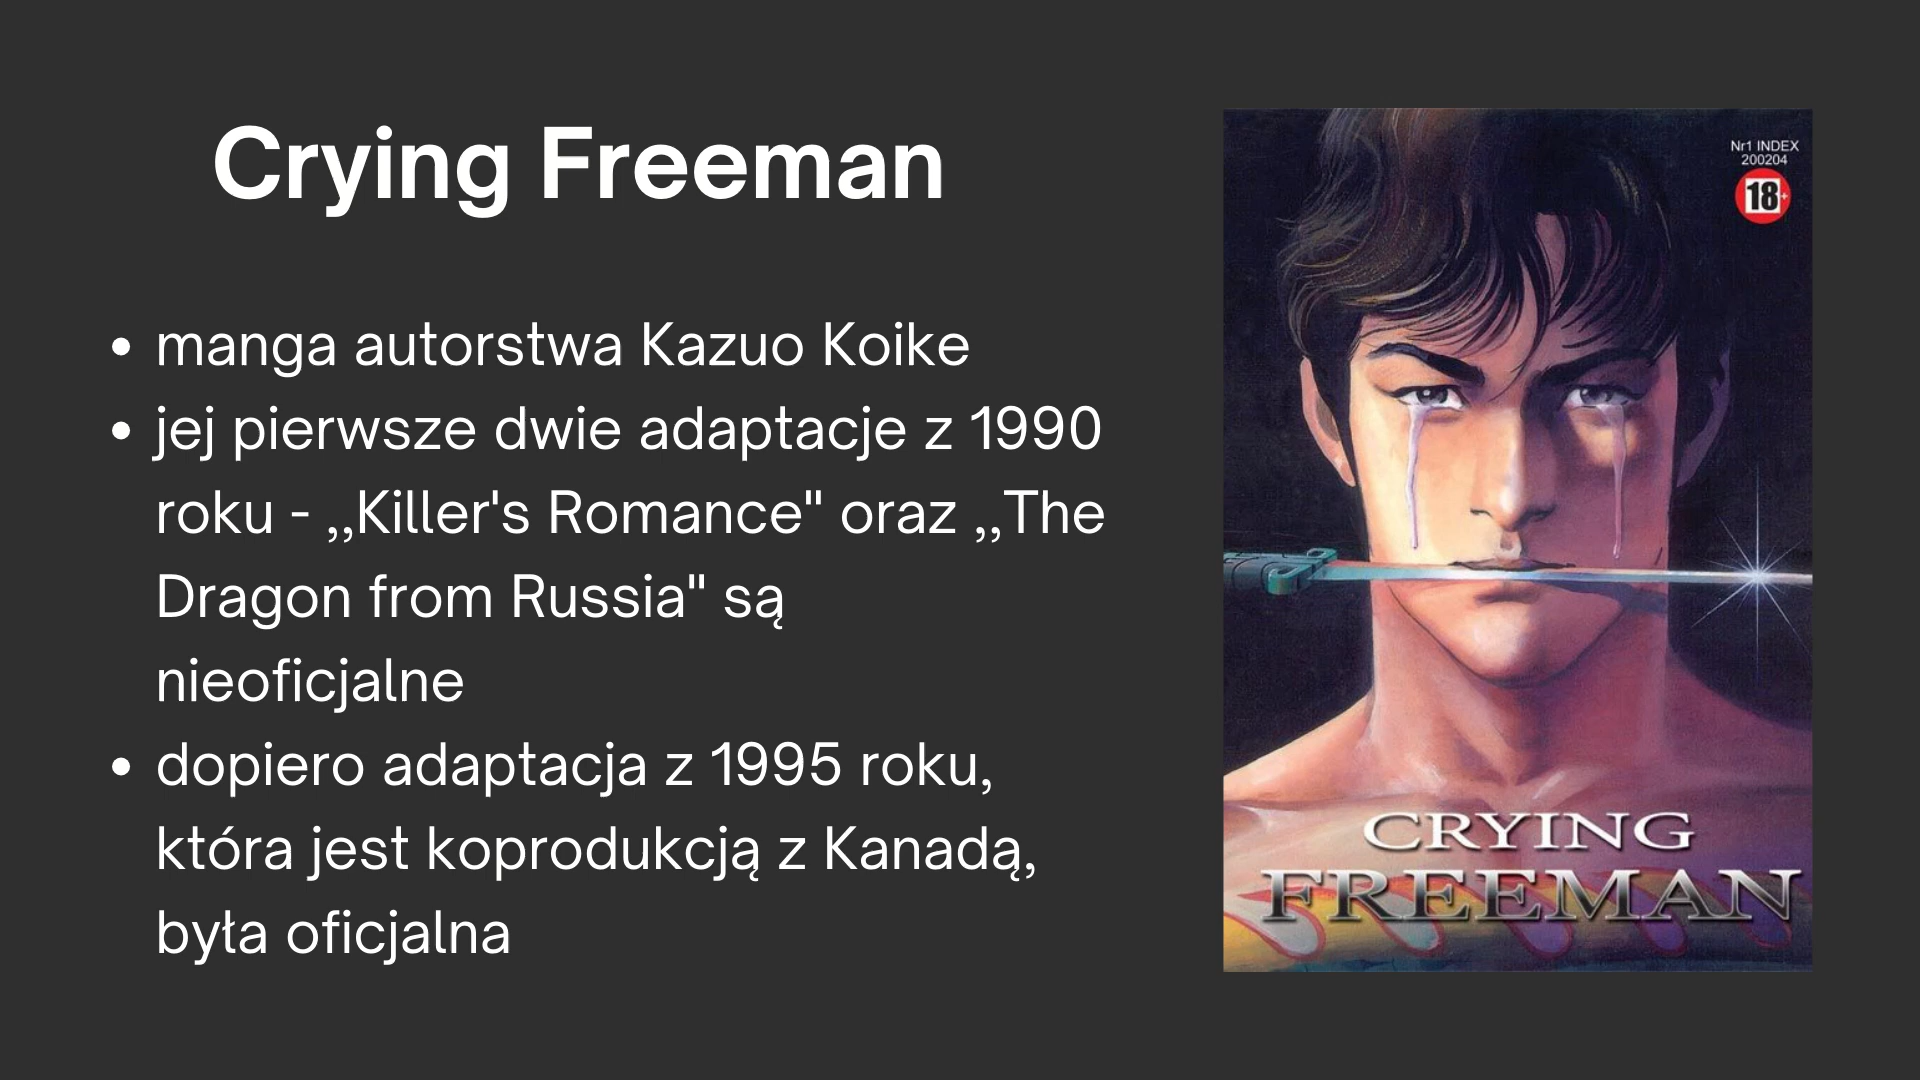 Crying Freeman
• manga autorstwa Kazuo Koike
• jej pierwsze dwie adaptacje z 1990
roku - ,,Killer's Romance" oraz ,,The
Dragon from Russia" są
nieoficjalne
• dopiero adaptacja z 1995 roku,
która jest koprodukcją z Kanadą,
była oficjalna
Nr1 INDEX
200204
18+
CRYING
FREEMAN